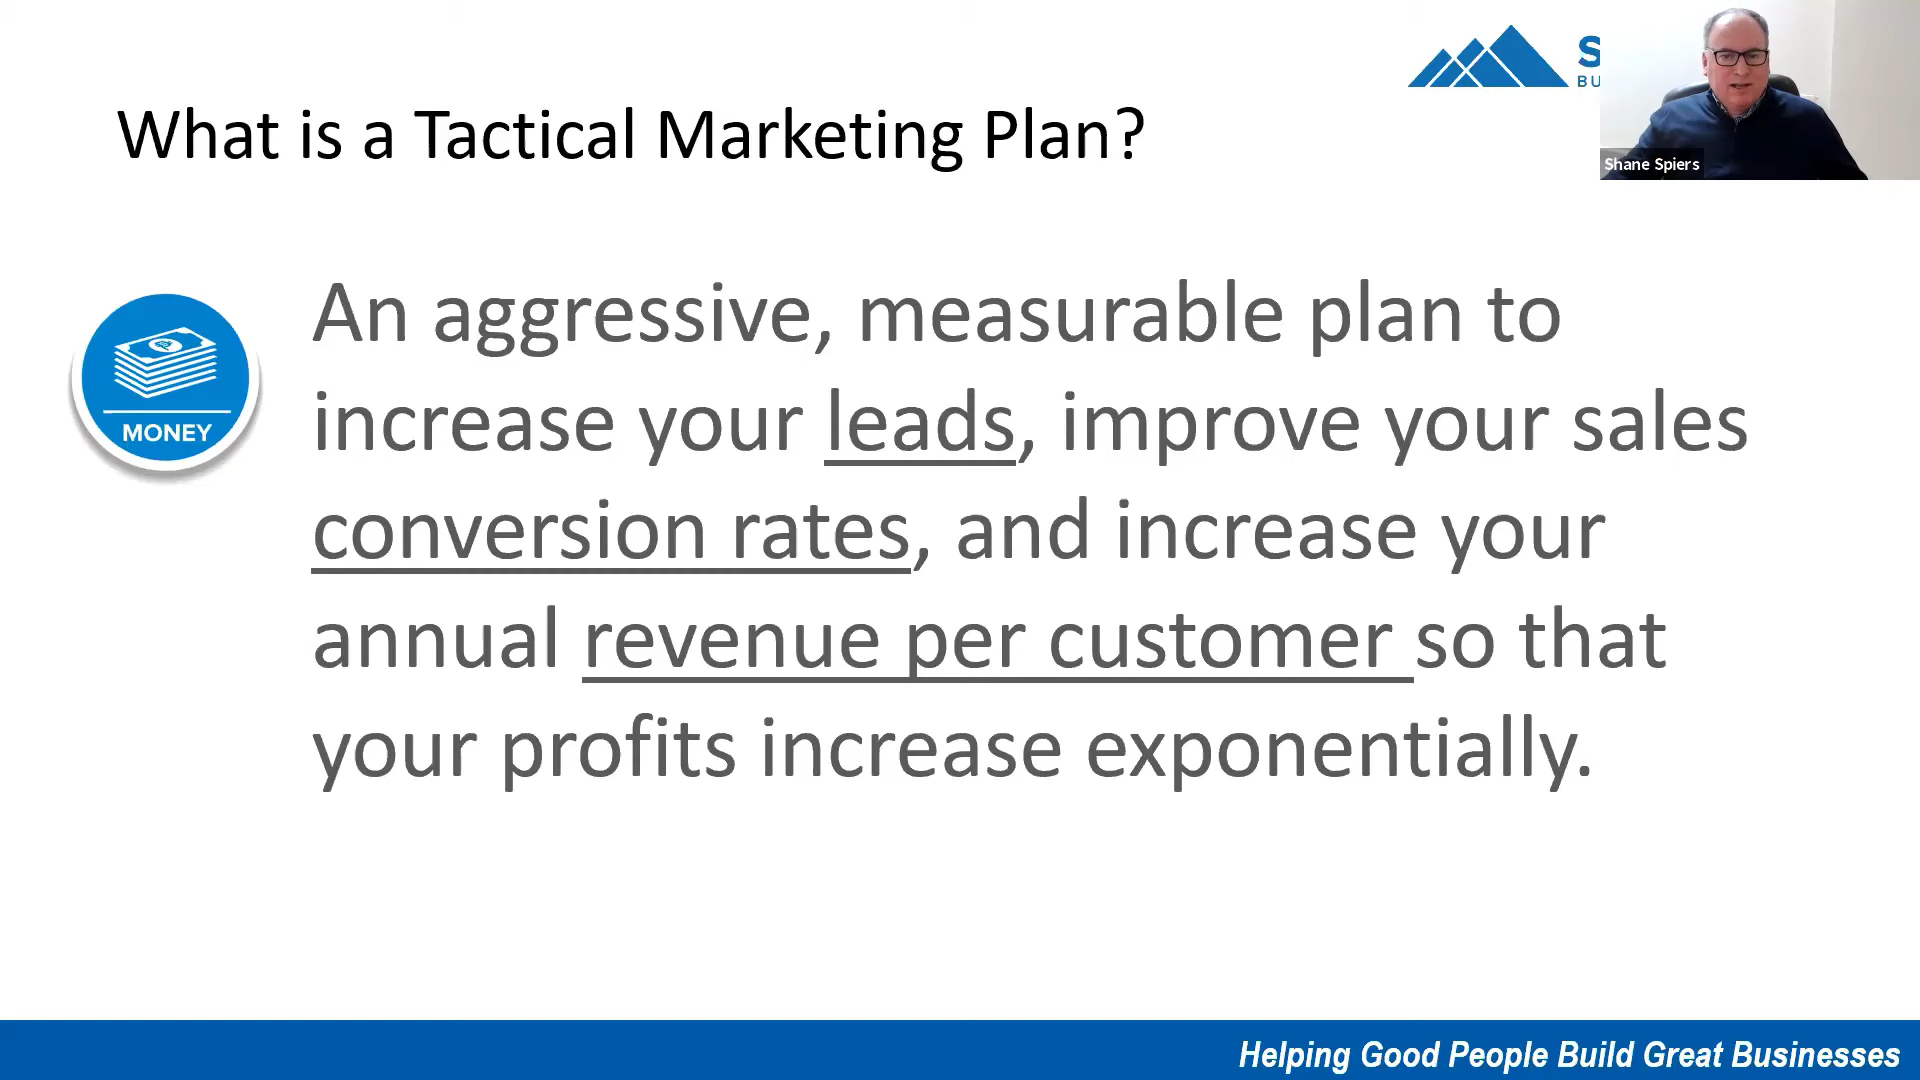 What is a Tactical Marketing Plan?
Shane Spiers
An aggressive, measurable plan to
increase your leads, improve your sales
conversion rates, and increase your
annual revenue per customer so that
your profits increase exponentially.
MONEY
Helping Good People Build Great Businesses